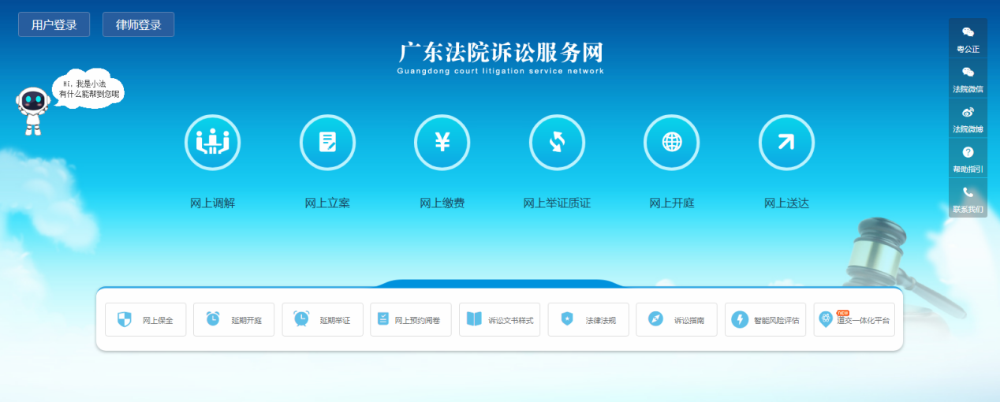 用户登录
律师登录
广东法院诉讼服务网
Guangdong court litigation service network
Hi，我是小法
有什么能帮到您呢
粤公正
法院微信
法院微博
帮助指引
联系我们
网上调解
网上立案
网上缴费
网上举证质证
网上开庭
网上送达
网上保全
延期开庭
延期举证
网上预约阅卷
诉讼文书样式
法律法规
诉讼指南
智能风险评估
NEW
道交一体化平台